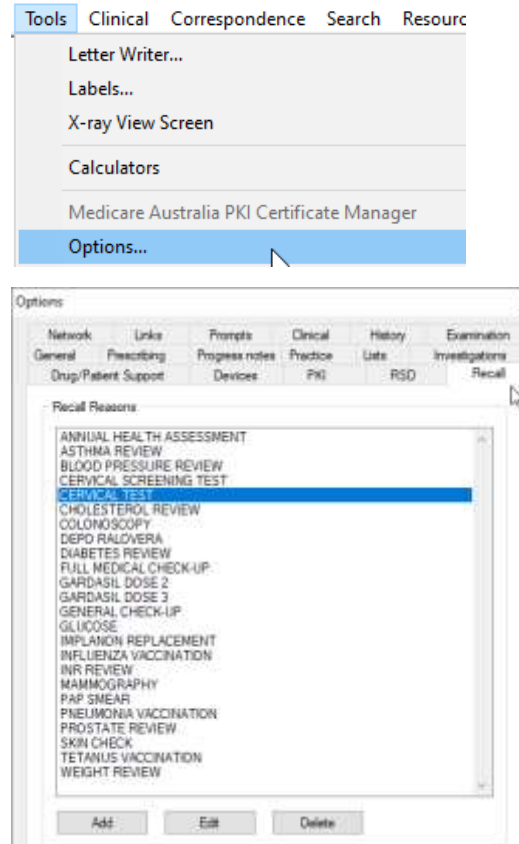 Tools Clinical Correspondence Search Resourc
Letter Writer...
Labels...
X-ray View Screen
Calculators
Medicare Australia PKI Certificate Manager
Options...
Options
Network Links Prompts Clinical History Examination
General Prescribing Progress notes Practice Lists Investigations
Drug/Patient Support Devices PKI RSD Recall
Recall Reasons
ANNUAL HEALTH ASSESSMENT
ASTHMA REVIEW
BLOOD PRESSURE REVIEW
CERVICAL SCREENING TEST
CERVICAL TEST
CHOLESTEROL REVIEW
COLONOSCOPY
DEPO RALOVERA
DIABETES REVIEW
FULL MEDICAL CHECK-UP
GARDASIL DOSE 2
GARDASIL DOSE 3
GENERAL CHECK-UP
GLUCOSE
IMPLANON REPLACEMENT
INFLUENZA VACCINATION
INR REVIEW
MAMMOGRAPHY
PAP SMEAR
PNEUMONIA VACCINATION
PROSTATE REVIEW
SKIN CHECK
TETANUS VACCINATION
WEIGHT REVIEW
Add Edit Delete